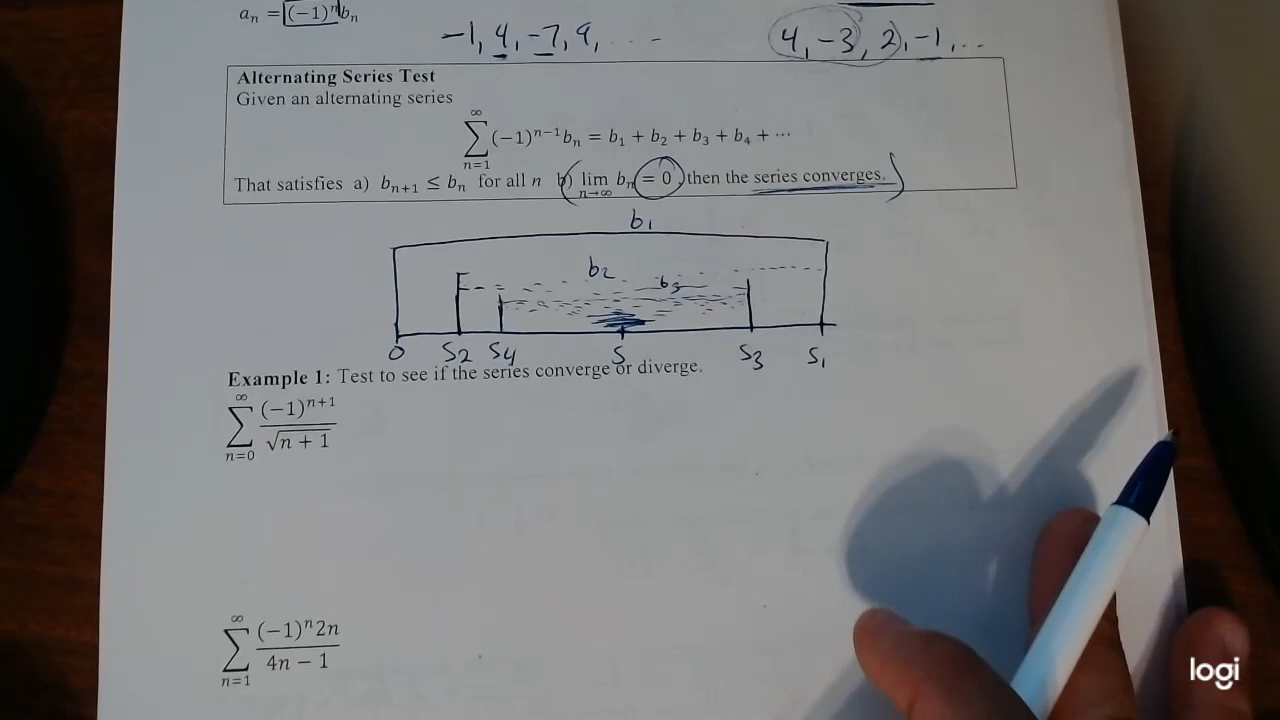 aₙ = (−1)ⁿbₙ
−1, 4, −7, 9, . . . .
4, −3, 2, −1, ..
Alternating Series Test
Given an alternating series
∞
∑ (−1)ⁿ⁻¹bₙ = b₁ + b₂ + b₃ + b₄ + ⋯
n=1
That satisfies a) bₙ₊₁ ≤ bₙ for all n b) lim bₙ = 0 then the series converges.
n→∞
b₁
b₂
b₃
0 S₂ S₄ S S₃ S₁
Example 1: Test to see if the series converge or diverge.
∞
∑ (−1)ⁿ⁺¹ / √n + 1
n=0
∞
∑ (−1)ⁿ2n / 4n − 1
n=1
logi